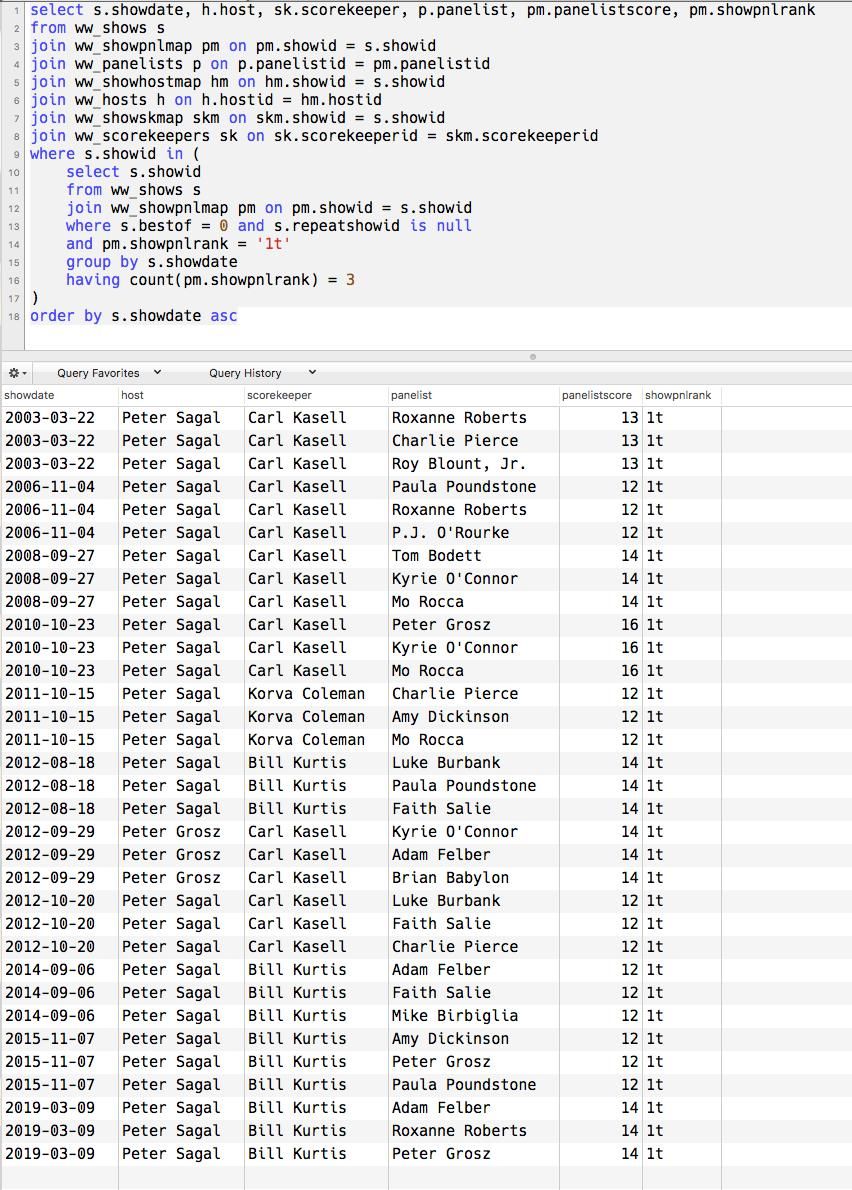 1 select s.showdate, h.host, sk.scorekeeper, p.panelist, pm.panelistscore, pm.showpnlrank
2 from ww_shows s
3 join ww_showpnlmap pm on pm.showid = s.showid
4 join ww_panelists p on p.panelistid = pm.panelistid
5 join ww_showhostmap hm on hm.showid = s.showid
6 join ww_hosts h on h.hostid = hm.hostid
7 join ww_showskmap skm on skm.showid = s.showid
8 join ww_scorekeepers sk on sk.scorekeeperid = skm.scorekeeperid
9 where s.showid in (
10 select s.showid
11 from ww_shows s
12 join ww_showpnlmap pm on pm.showid = s.showid
13 where s.bestof = 0 and s.repeatshowid is null
14 and pm.showpnlrank = '1t'
15 group by s.showdate
16 having count(pm.showpnlrank) = 3
17 )
18 order by s.showdate asc
Query Favorites Query History
showdate host scorekeeper panelist panelistscore showpnlrank
2003-03-22 Peter Sagal Carl Kasell Roxanne Roberts 13 1t
2003-03-22 Peter Sagal Carl Kasell Charlie Pierce 13 1t
2003-03-22 Peter Sagal Carl Kasell Roy Blount, Jr. 13 1t
2006-11-04 Peter Sagal Carl Kasell Paula Poundstone 12 1t
2006-11-04 Peter Sagal Carl Kasell Roxanne Roberts 12 1t
2006-11-04 Peter Sagal Carl Kasell P.J. O'Rourke 12 1t
2008-09-27 Peter Sagal Carl Kasell Tom Bodett 14 1t
2008-09-27 Peter Sagal Carl Kasell Kyrie O'Connor 14 1t
2008-09-27 Peter Sagal Carl Kasell Mo Rocca 14 1t
2010-10-23 Peter Sagal Carl Kasell Peter Grosz 16 1t
2010-10-23 Peter Sagal Carl Kasell Kyrie O'Connor 16 1t
2010-10-23 Peter Sagal Carl Kasell Mo Rocca 16 1t
2011-10-15 Peter Sagal Korva Coleman Charlie Pierce 12 1t
2011-10-15 Peter Sagal Korva Coleman Amy Dickinson 12 1t
2011-10-15 Peter Sagal Korva Coleman Mo Rocca 12 1t
2012-08-18 Peter Sagal Bill Kurtis Luke Burbank 14 1t
2012-08-18 Peter Sagal Bill Kurtis Paula Poundstone 14 1t
2012-08-18 Peter Sagal Bill Kurtis Faith Salie 14 1t
2012-09-29 Peter Grosz Carl Kasell Kyrie O'Connor 14 1t
2012-09-29 Peter Grosz Carl Kasell Adam Felber 14 1t
2012-09-29 Peter Grosz Carl Kasell Brian Babylon 14 1t
2012-10-20 Peter Sagal Carl Kasell Luke Burbank 12 1t
2012-10-20 Peter Sagal Carl Kasell Faith Salie 12 1t
2012-10-20 Peter Sagal Carl Kasell Charlie Pierce 12 1t
2014-09-06 Peter Sagal Bill Kurtis Adam Felber 12 1t
2014-09-06 Peter Sagal Bill Kurtis Faith Salie 12 1t
2014-09-06 Peter Sagal Bill Kurtis Mike Birbiglia 12 1t
2015-11-07 Peter Sagal Bill Kurtis Amy Dickinson 12 1t
2015-11-07 Peter Sagal Bill Kurtis Peter Grosz 12 1t
2015-11-07 Peter Sagal Bill Kurtis Paula Poundstone 12 1t
2019-03-09 Peter Sagal Bill Kurtis Adam Felber 14 1t
2019-03-09 Peter Sagal Bill Kurtis Roxanne Roberts 14 1t
2019-03-09 Peter Sagal Bill Kurtis Peter Grosz 14 1t